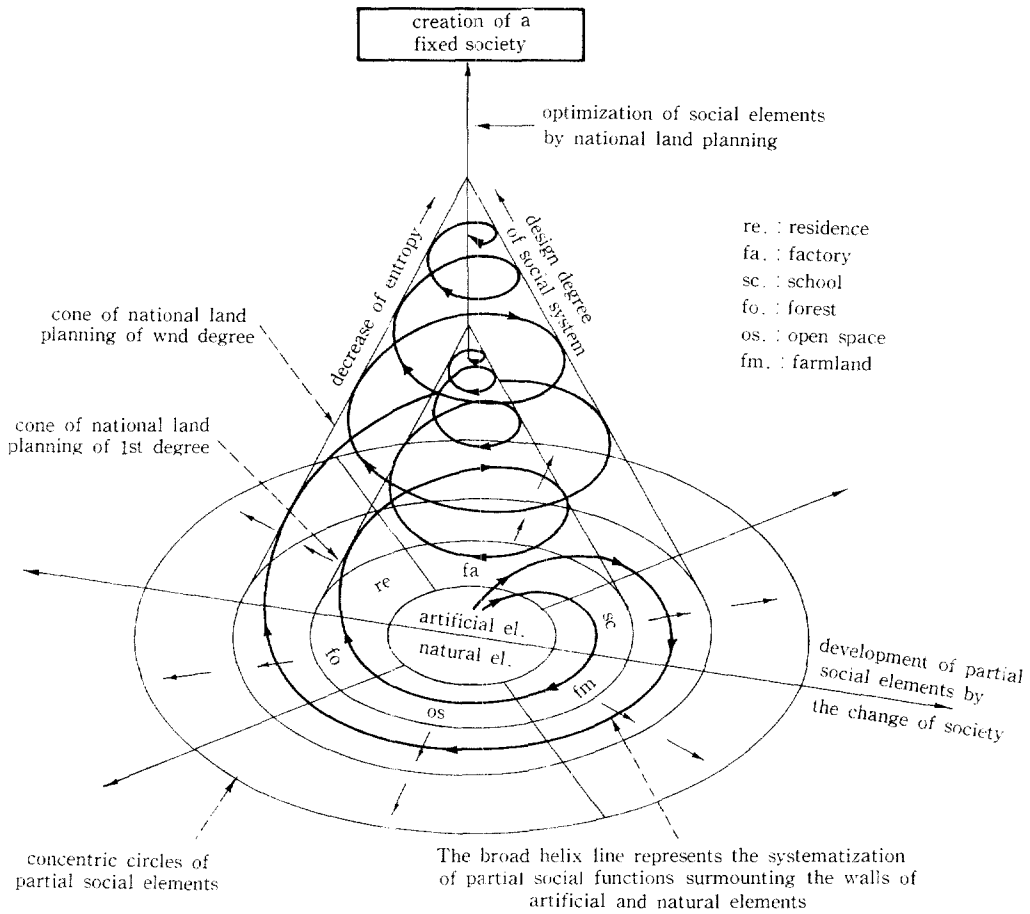 creation of a
fixed society
optimization of social elements
by national land planning
decrease of entropy
design degree
of social system
re. : residence
fa. : factory
sc. : school
fo. : forest
os. : open space
fm. : farmland
cone of national land
planning of wnd degree
cone of national land
planning of 1st degree
re
fa
sc
artificial el.
natural el.
fo
os
fm
development of partial
social elements by
the change of society
concentric circles of
partial social elements
The broad helix line represents the systematization
of partial social functions surmounting the walls of
artificial and natural elements